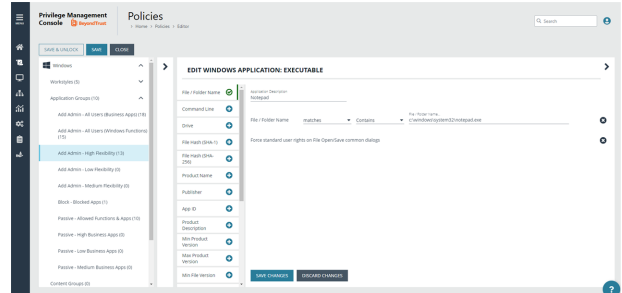 MENU
Privilege Management
Console BeyondTrust
Policies
> Home > Policies > Editor
Search
SAVE & UNLOCK
SAVE
CLOSE
Windows
Workstyles (5)
Application Groups (10)
Add Admin - All Users (Business Apps) (18)
Add Admin - All Users (Windows Functions)
(15)
Add Admin - High Flexibility (13)
Add Admin - Low Flexibility (0)
Add Admin - Medium Flexibility (0)
Block - Blocked Apps (1)
Passive - Allowed Functions & Apps (10)
Passive - High Business Apps (0)
Passive - Low Business Apps (0)
Passive - Medium Business Apps (0)
Content Groups (0)
EDIT WINDOWS APPLICATION: EXECUTABLE
File / Folder Name
Command Line
Drive
File Hash (SHA-1)
File Hash (SHA-
256)
Product Name
Publisher
App ID
Product
Description
Min Product
Version
Max Product
Version
Min File Version
Application Description
Notepad
File / Folder Name
matches
Contains
File / Folder Name
c:\windows\system32\notepad.exe
Force standard user rights on File Open/Save common dialogs
SAVE CHANGES
DISCARD CHANGES
?